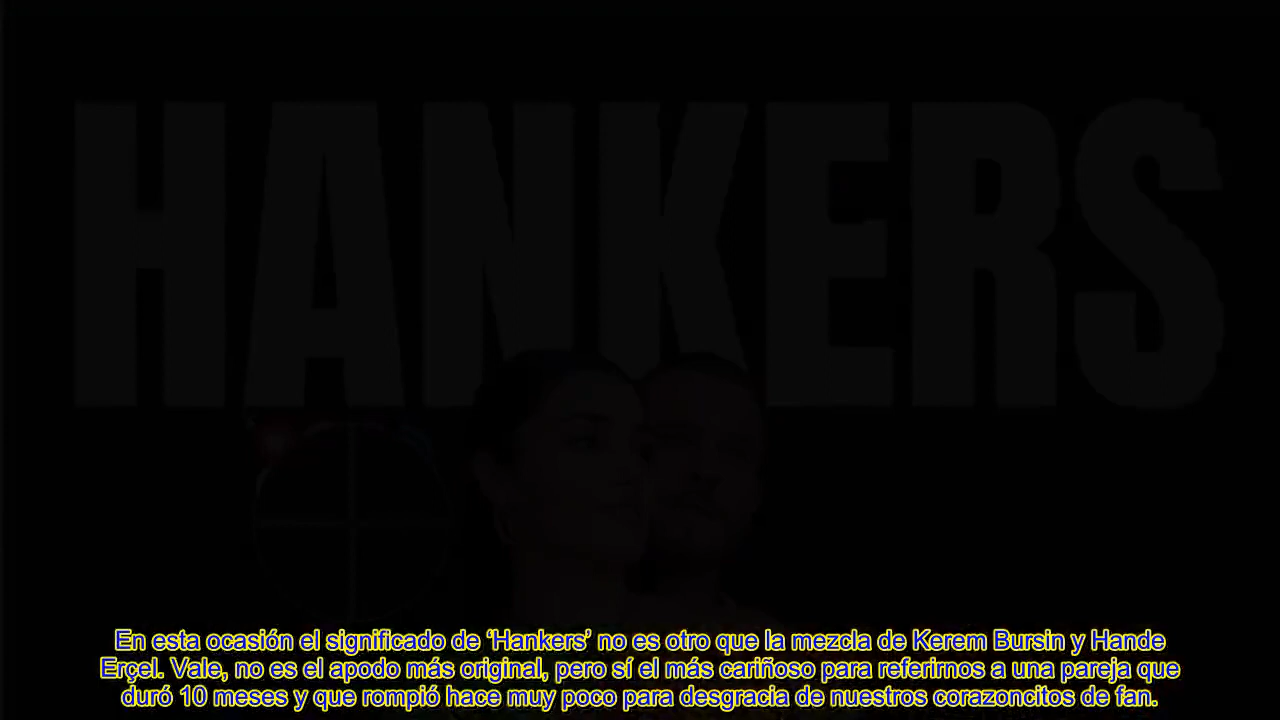 HANKERS
En esta ocasión el significado de ‘Hankers’ no es otro que la mezcla de Kerem Bursin y Hande
Erçel. Vale, no es el apodo más original, pero sí el más cariñoso para referirnos a una pareja que
duró 10 meses y que rompió hace muy poco para desgracia de nuestros corazoncitos de fan.